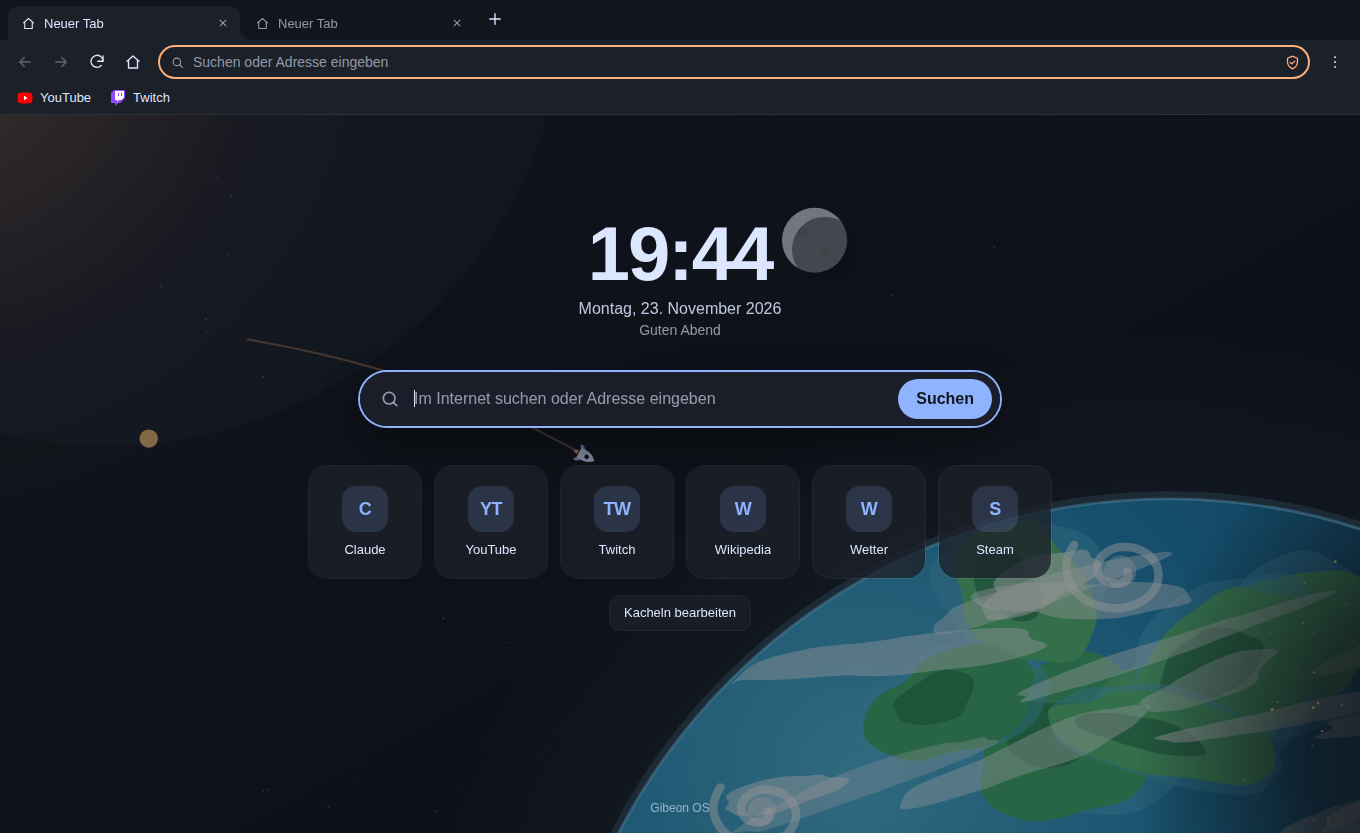 Neuer Tab
Neuer Tab
Suchen oder Adresse eingeben
YouTube
Twitch
19:44
Montag, 23. November 2026
Guten Abend
Im Internet suchen oder Adresse eingeben
Suchen
C
YT
TW
W
W
S
Claude
YouTube
Twitch
Wikipedia
Wetter
Steam
Kacheln bearbeiten
Gibeon OS